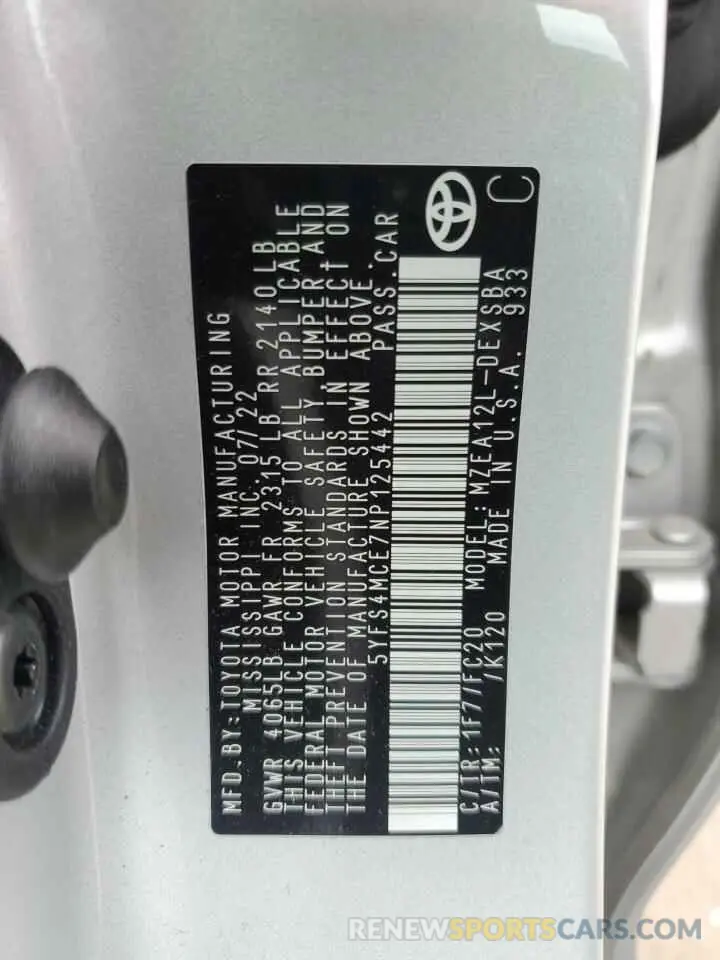 MFD.BY:TOYOTA MOTOR MANUFACTURING
MISSISSIPPI INC. 07/22
GVWR 4065LB GAWR FR 2315 LB RR 2140LB
THIS VEHICLE CONFORMS TO ALL APPLICABLE
FEDERAL MOTOR VEHICLE SAFETY, BUMPER AND
THEFT PREVENTION STANDARDS IN EFFECT ON
THE DATE OF MANUFACTURE SHOWN ABOVE.
5YFS4MCE7NP125442 PASS.CAR
C/TR:1F7/FC20 MODEL:MZEA12L-DEXSBA
A/TM: /K120 MADE IN U.S.A. 933
C
RENEWSPORTSCARS.COM